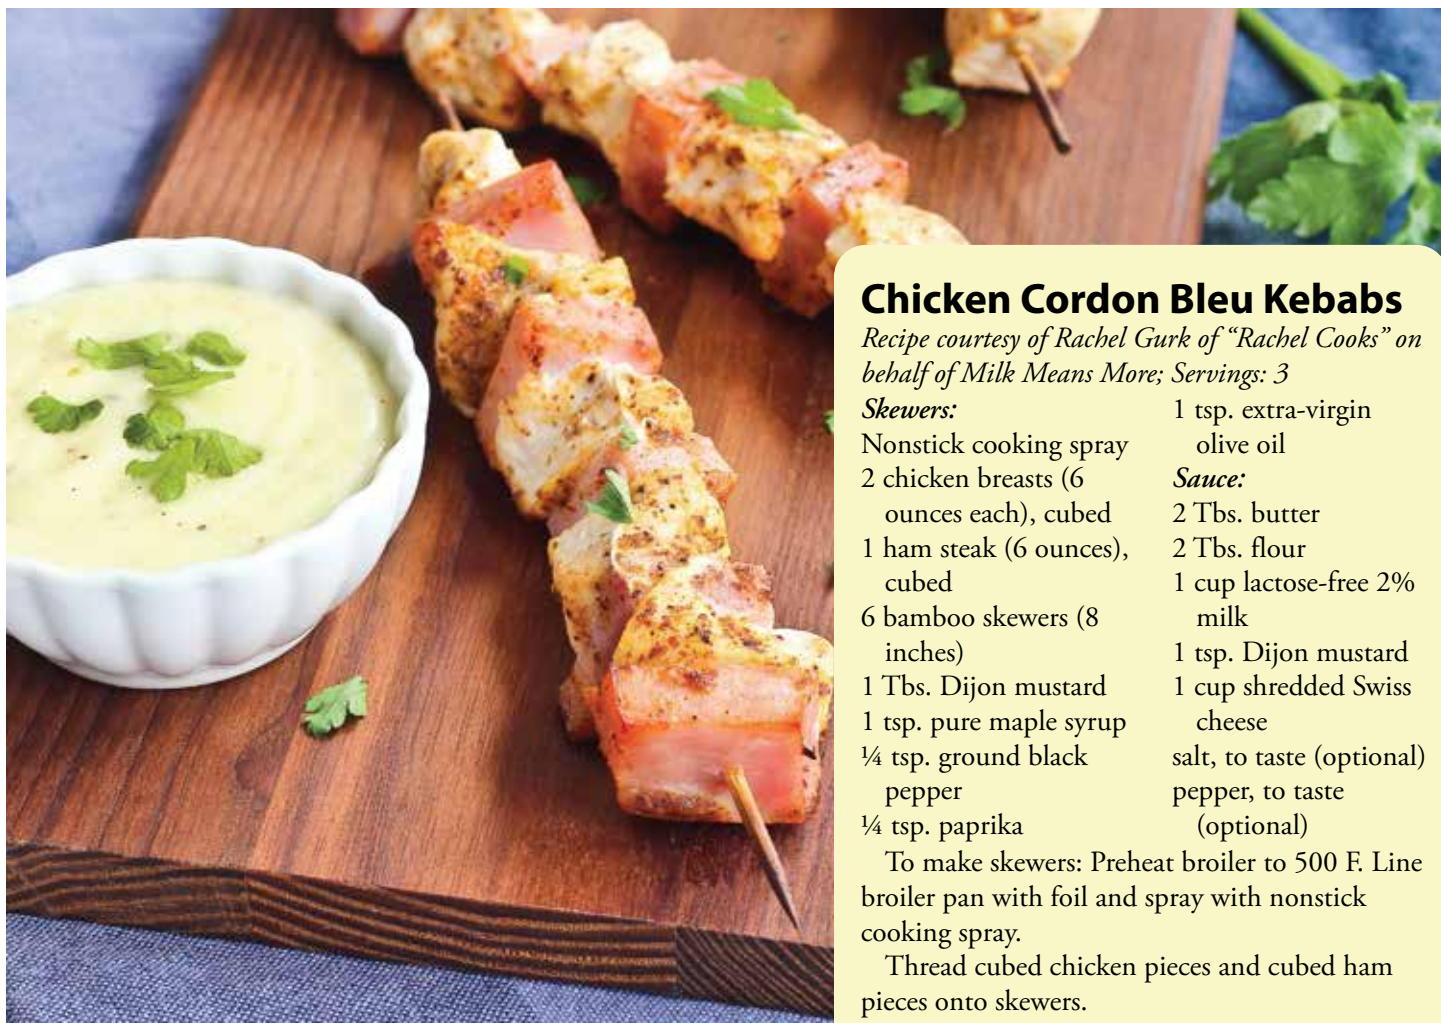 Chicken Cordon Bleu Kebabs
Recipe courtesy of Rachel Gurk of “Rachel Cooks” on
behalf of Milk Means More; Servings: 3
Skewers:
Nonstick cooking spray
2 chicken breasts (6
ounces each), cubed
1 ham steak (6 ounces),
cubed
6 bamboo skewers (8
inches)
1 Tbs. Dijon mustard
1 tsp. pure maple syrup
¼ tsp. ground black
pepper
¼ tsp. paprika
1 tsp. extra-virgin
olive oil
Sauce:
2 Tbs. butter
2 Tbs. flour
1 cup lactose-free 2%
milk
1 tsp. Dijon mustard
1 cup shredded Swiss
cheese
salt, to taste (optional)
pepper, to taste
(optional)
To make skewers: Preheat broiler to 500 F. Line
broiler pan with foil and spray with nonstick
cooking spray.
Thread cubed chicken pieces and cubed ham
pieces onto skewers.